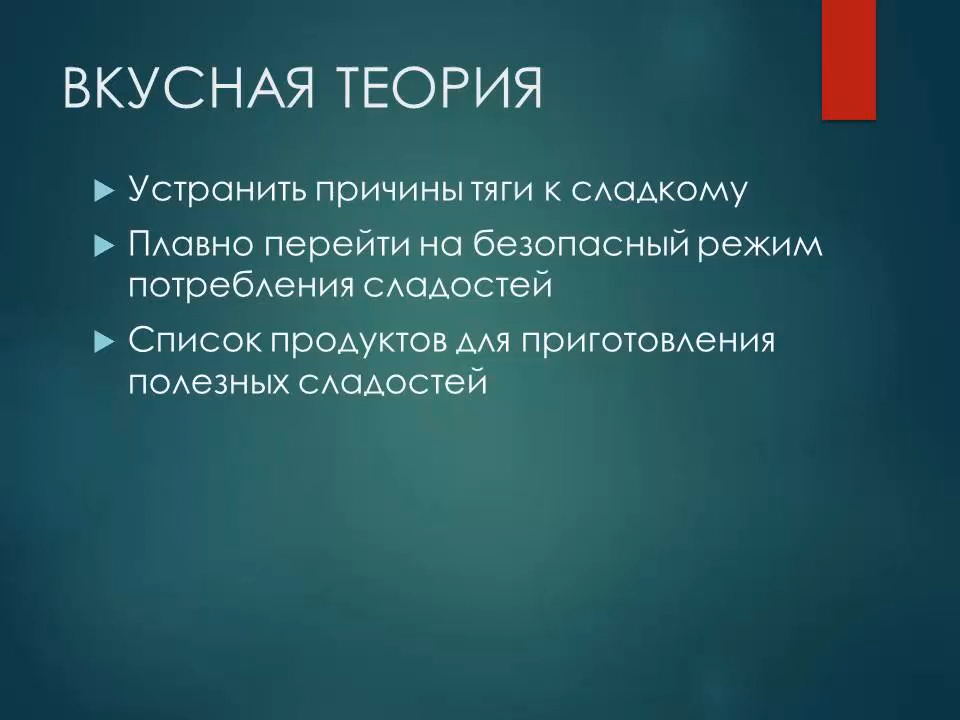 ВКУСНАЯ ТЕОРИЯ
Устранить причины тяги к сладкому
Плавно перейти на безопасный режим
потребления сладостей
Список продуктов для приготовления
полезных сладостей